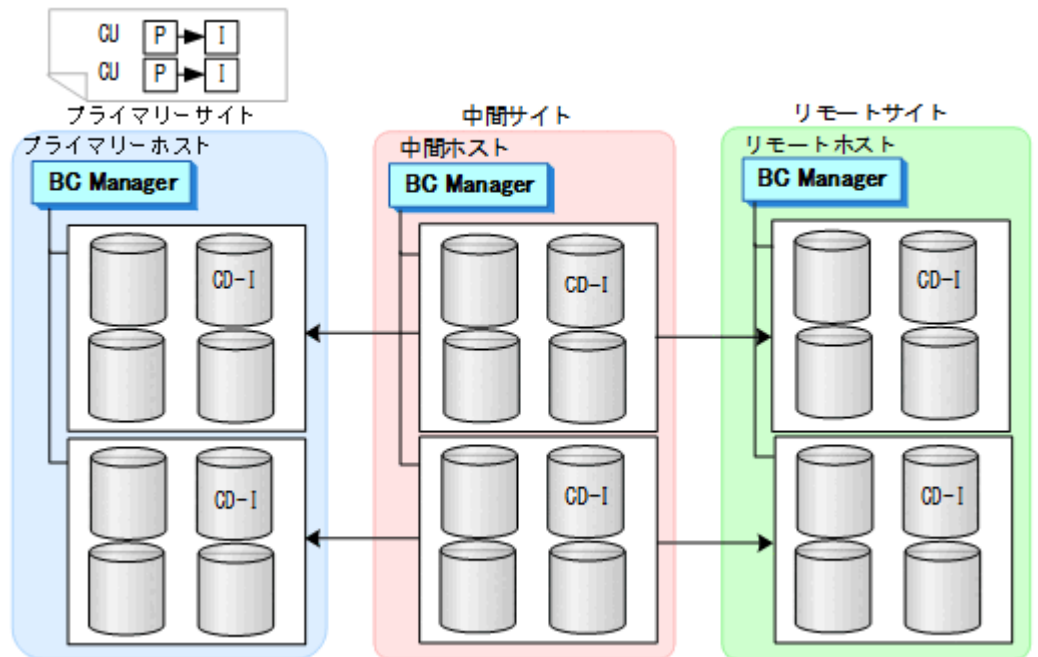 CU P I
CU P I
プライマリーサイト
中間サイト
リモートサイト
プライマリーホスト
中間ホスト
リモートホスト
BC Manager
BC Manager
BC Manager
CD-I
CD-I
CD-I
CD-I
CD-I
CD-I